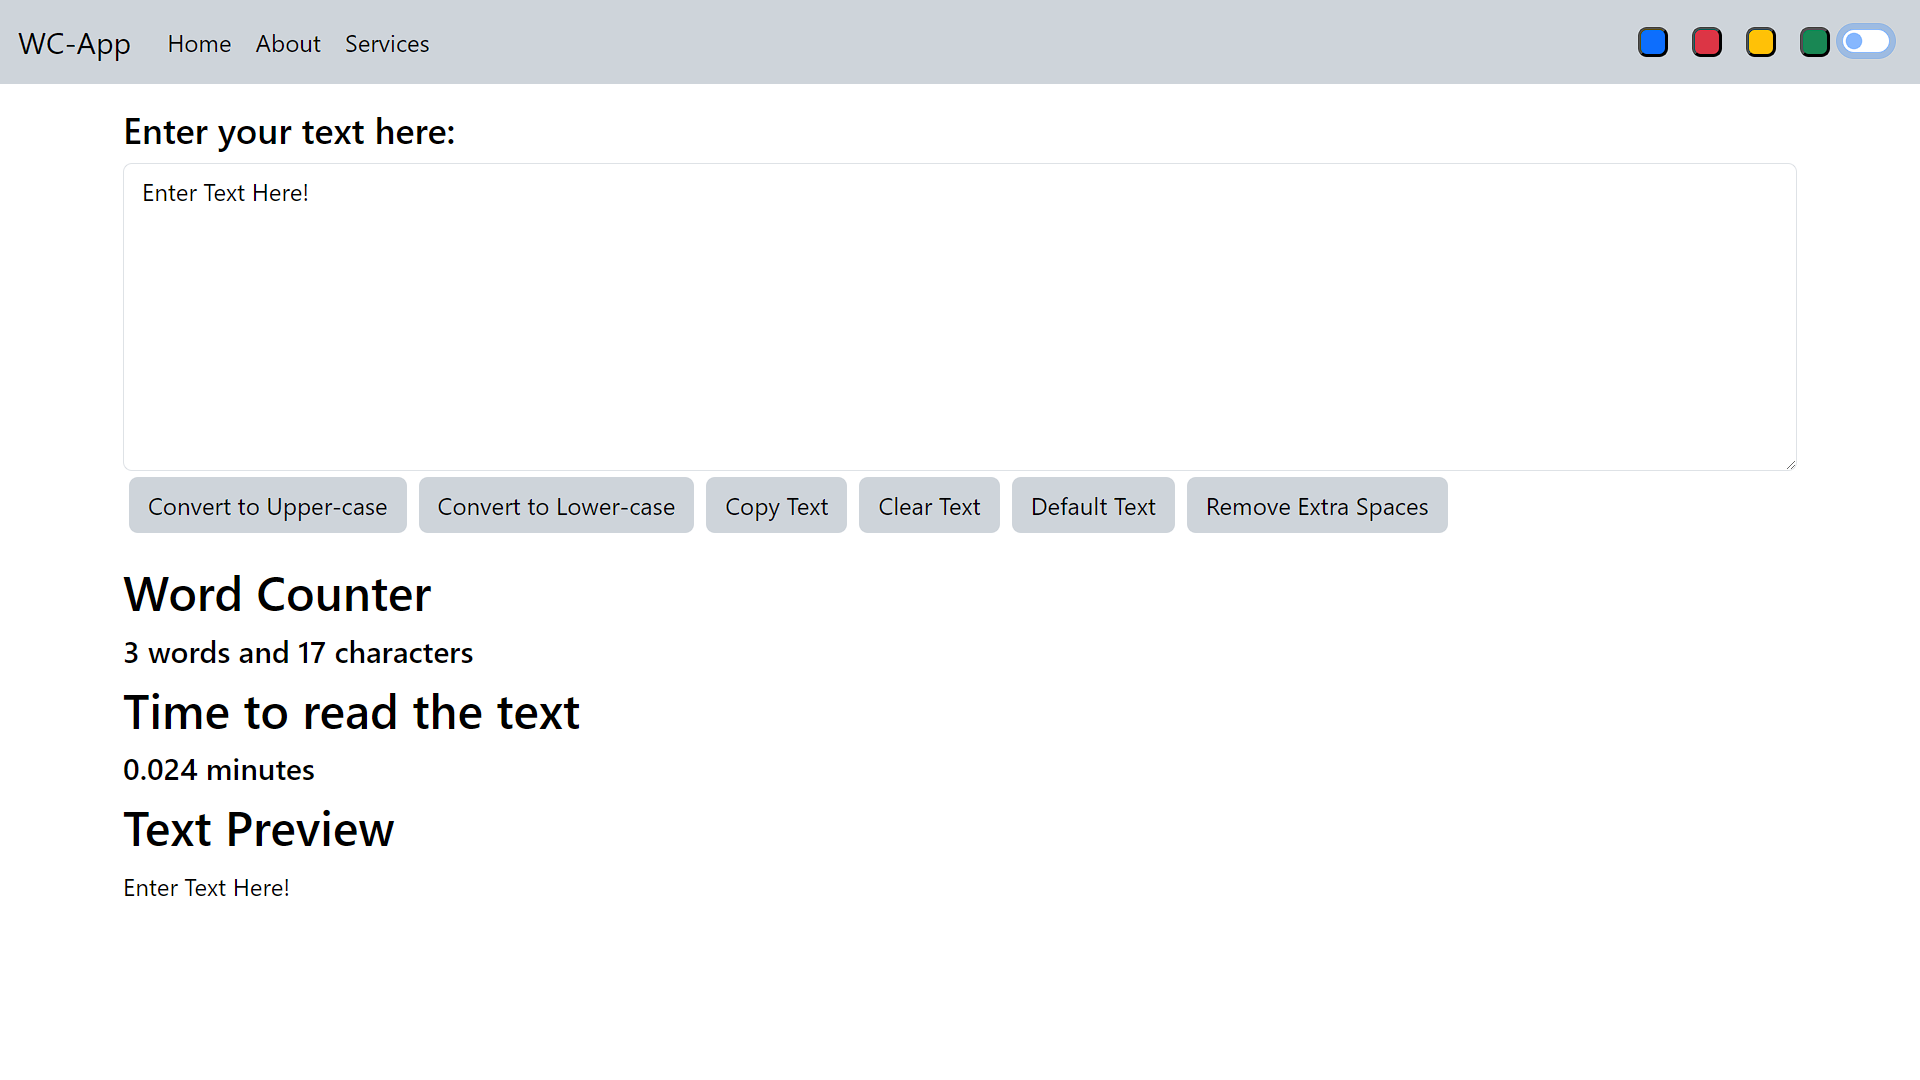 WC-App Home About Services
Enter your text here:
Enter Text Here!
Convert to Upper-case Convert to Lower-case Copy Text Clear Text Default Text Remove Extra Spaces
Word Counter
3 words and 17 characters
Time to read the text
0.024 minutes
Text Preview
Enter Text Here!